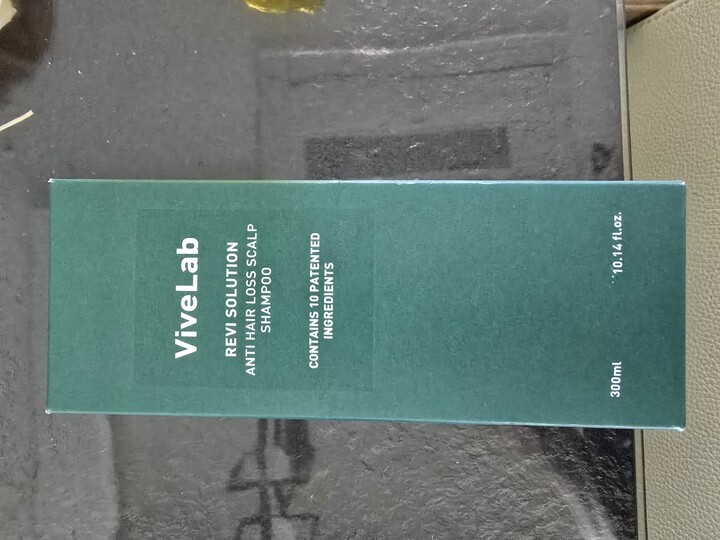 ViveLab
REVI SOLUTION
ANTI HAIR LOSS SCALP
SHAMPOO
CONTAINS 10 PATENTED
INGREDIENTS
300ml
10.14 fl.oz.